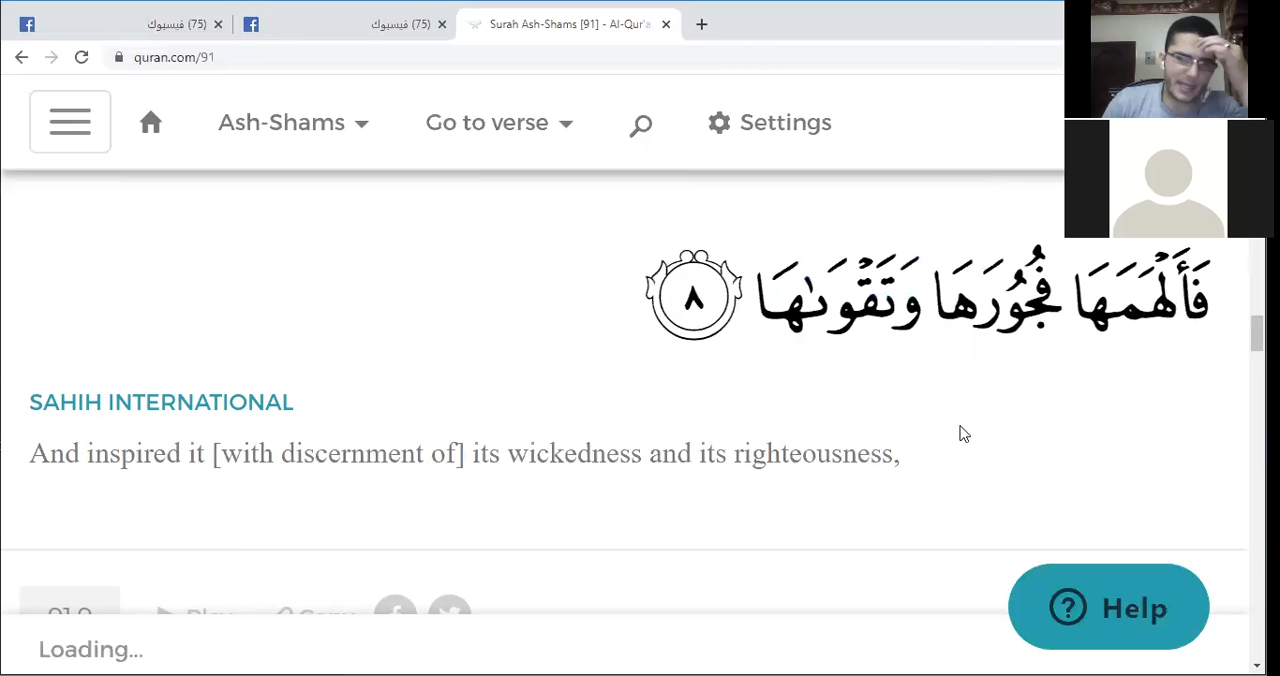 (75) فيسبوك
(75) فيسبوك
Surah Ash-Shams [91] - Al-Qur'a
quran.com/91
Ash-Shams
Go to verse
Settings
فَأَلْهَمَهَا فُجُورَهَا وَتَقْوَىٰهَا ٨
SAHIH INTERNATIONAL
And inspired it [with discernment of] its wickedness and its righteousness,
Help
Loading...